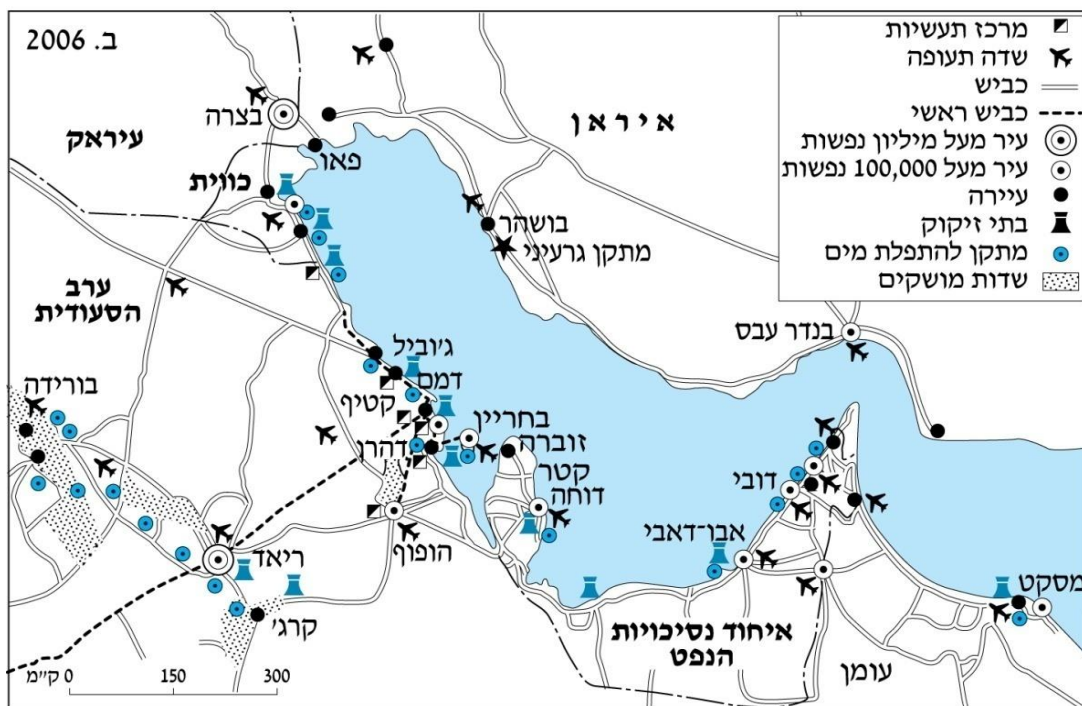 ב. 2006
מרכז תעשיות
שדה תעופה
כביש
כביש ראשי
עיר מעל מיליון נפשות
עיר מעל 100,000 נפשות
עיירה
בתי זיקוק
מתקן להתפלת מים
שדות מושקים
איראן
עיראק
בצרה
פאו
כווית
בושהר
מתקן גרעיני
בנדר עבס
ערב
הסעודית
בורידה
ג'וביל
דמם
קטיף
דהרן
בחריין
זוברה
קטר
דוחה
הופוף
ריאד
קרג'
דובי
אבו-דאבי
מסקט
איחוד נסיכויות
הנפט
עומן
0 150 300 ק"מ